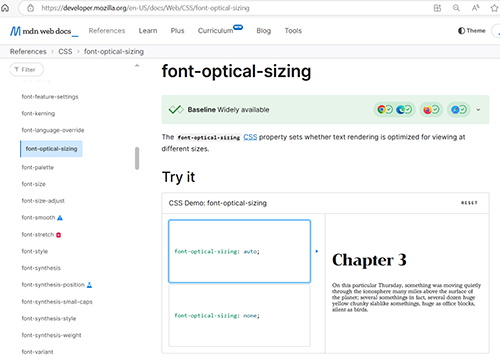 https://developer.mozilla.org/en-US/docs/Web/CSS/font-optical-sizing
mdn web docs_
References
Learn
Plus
Curriculum NEW
Blog
Tools
Theme
References > CSS > font-optical-sizing
Filter
font-feature-settings
font-kerning
font-language-override
font-optical-sizing
font-palette
font-size
font-size-adjust
font-smooth
font-stretch
font-style
font-synthesis
font-synthesis-position
font-synthesis-small-caps
font-synthesis-style
font-synthesis-weight
font-variant
font-optical-sizing
Baseline Widely available
The font-optical-sizing CSS property sets whether text rendering is optimized for viewing at
different sizes.
Try it
CSS Demo: font-optical-sizing
RESET
font-optical-sizing: auto;
font-optical-sizing: none;
Chapter 3
On this particular Thursday, something was moving quietly
through the ionosphere many miles above the surface of
the planet; several somethings in fact, several dozen huge
yellow chunky slablike somethings, huge as office blocks,
silent as birds.